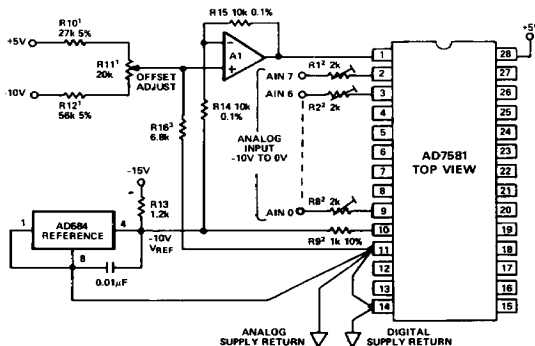 R10¹
27k 5%
+5V
R11¹
20k
-10V
R12¹
56k 5%
OFFSET
ADJUST
R15 10k 0.1%
A1
R14 10k
0.1%
R16³
6.8k
AIN 7
R1² 2k
AIN 6
R2² 2k
ANALOG
INPUT
-10V TO 0V
AIN 0
R8² 2k
R9² 1k 10%
-15V
R13
1.2k
1
AD584
REFERENCE
4
8
-10V
VREF
0.01µF
+5V
1
2
3
4
5
6
7
8
9
10
11
12
13
14
AD7581
TOP VIEW
28
27
26
25
24
23
22
21
20
19
18
17
16
15
ANALOG
SUPPLY RETURN
DIGITAL
SUPPLY RETURN